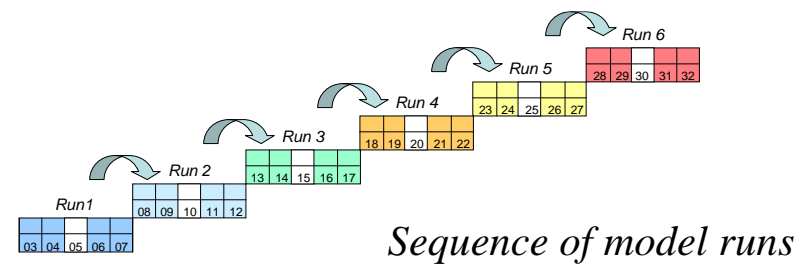 Run1
03 04 05 06 07
Run 2
08 09 10 11 12
Run 3
13 14 15 16 17
Run 4
18 19 20 21 22
Run 5
23 24 25 26 27
Run 6
28 29 30 31 32
Sequence of model runs